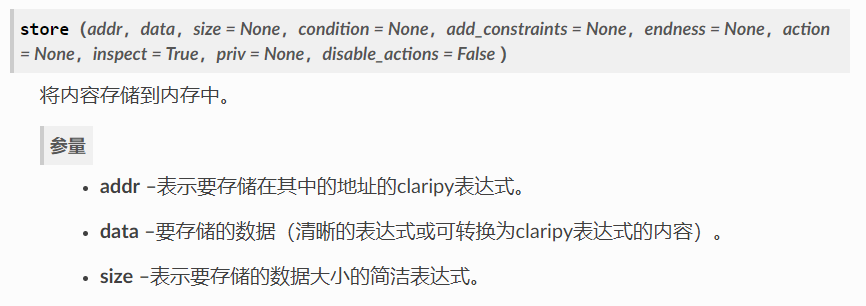 store (addr，data，size = None，condition = None，add_constraints = None，endness = None，action
= None，inspect = True，priv = None，disable_actions = False )
将内容存储到内存中。
参量
• addr –表示要存储在其中的地址的claripy表达式。
• data –要存储的数据（清晰的表达式或可转换为claripy表达式的内容）。
• size –表示要存储的数据大小的简洁表达式。